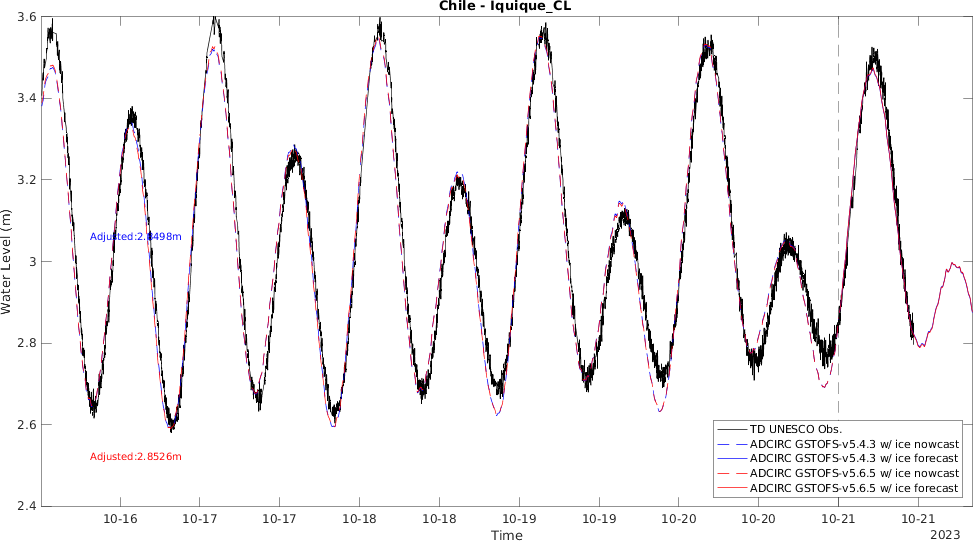 Chile - Iquique_CL
3.6
3.4
3.2
3
2.8
2.6
2.4
Water Level (m)
Adjusted:2.8498m
Adjusted:2.8526m
TD UNESCO Obs.
ADCIRC GSTOFS-v5.4.3 w/ ice nowcast
ADCIRC GSTOFS-v5.4.3 w/ ice forecast
ADCIRC GSTOFS-v5.6.5 w/ ice nowcast
ADCIRC GSTOFS-v5.6.5 w/ ice forecast
10-16 10-17 10-17 10-18 10-18 10-19 10-19 10-20 10-20 10-21 10-21
Time
2023